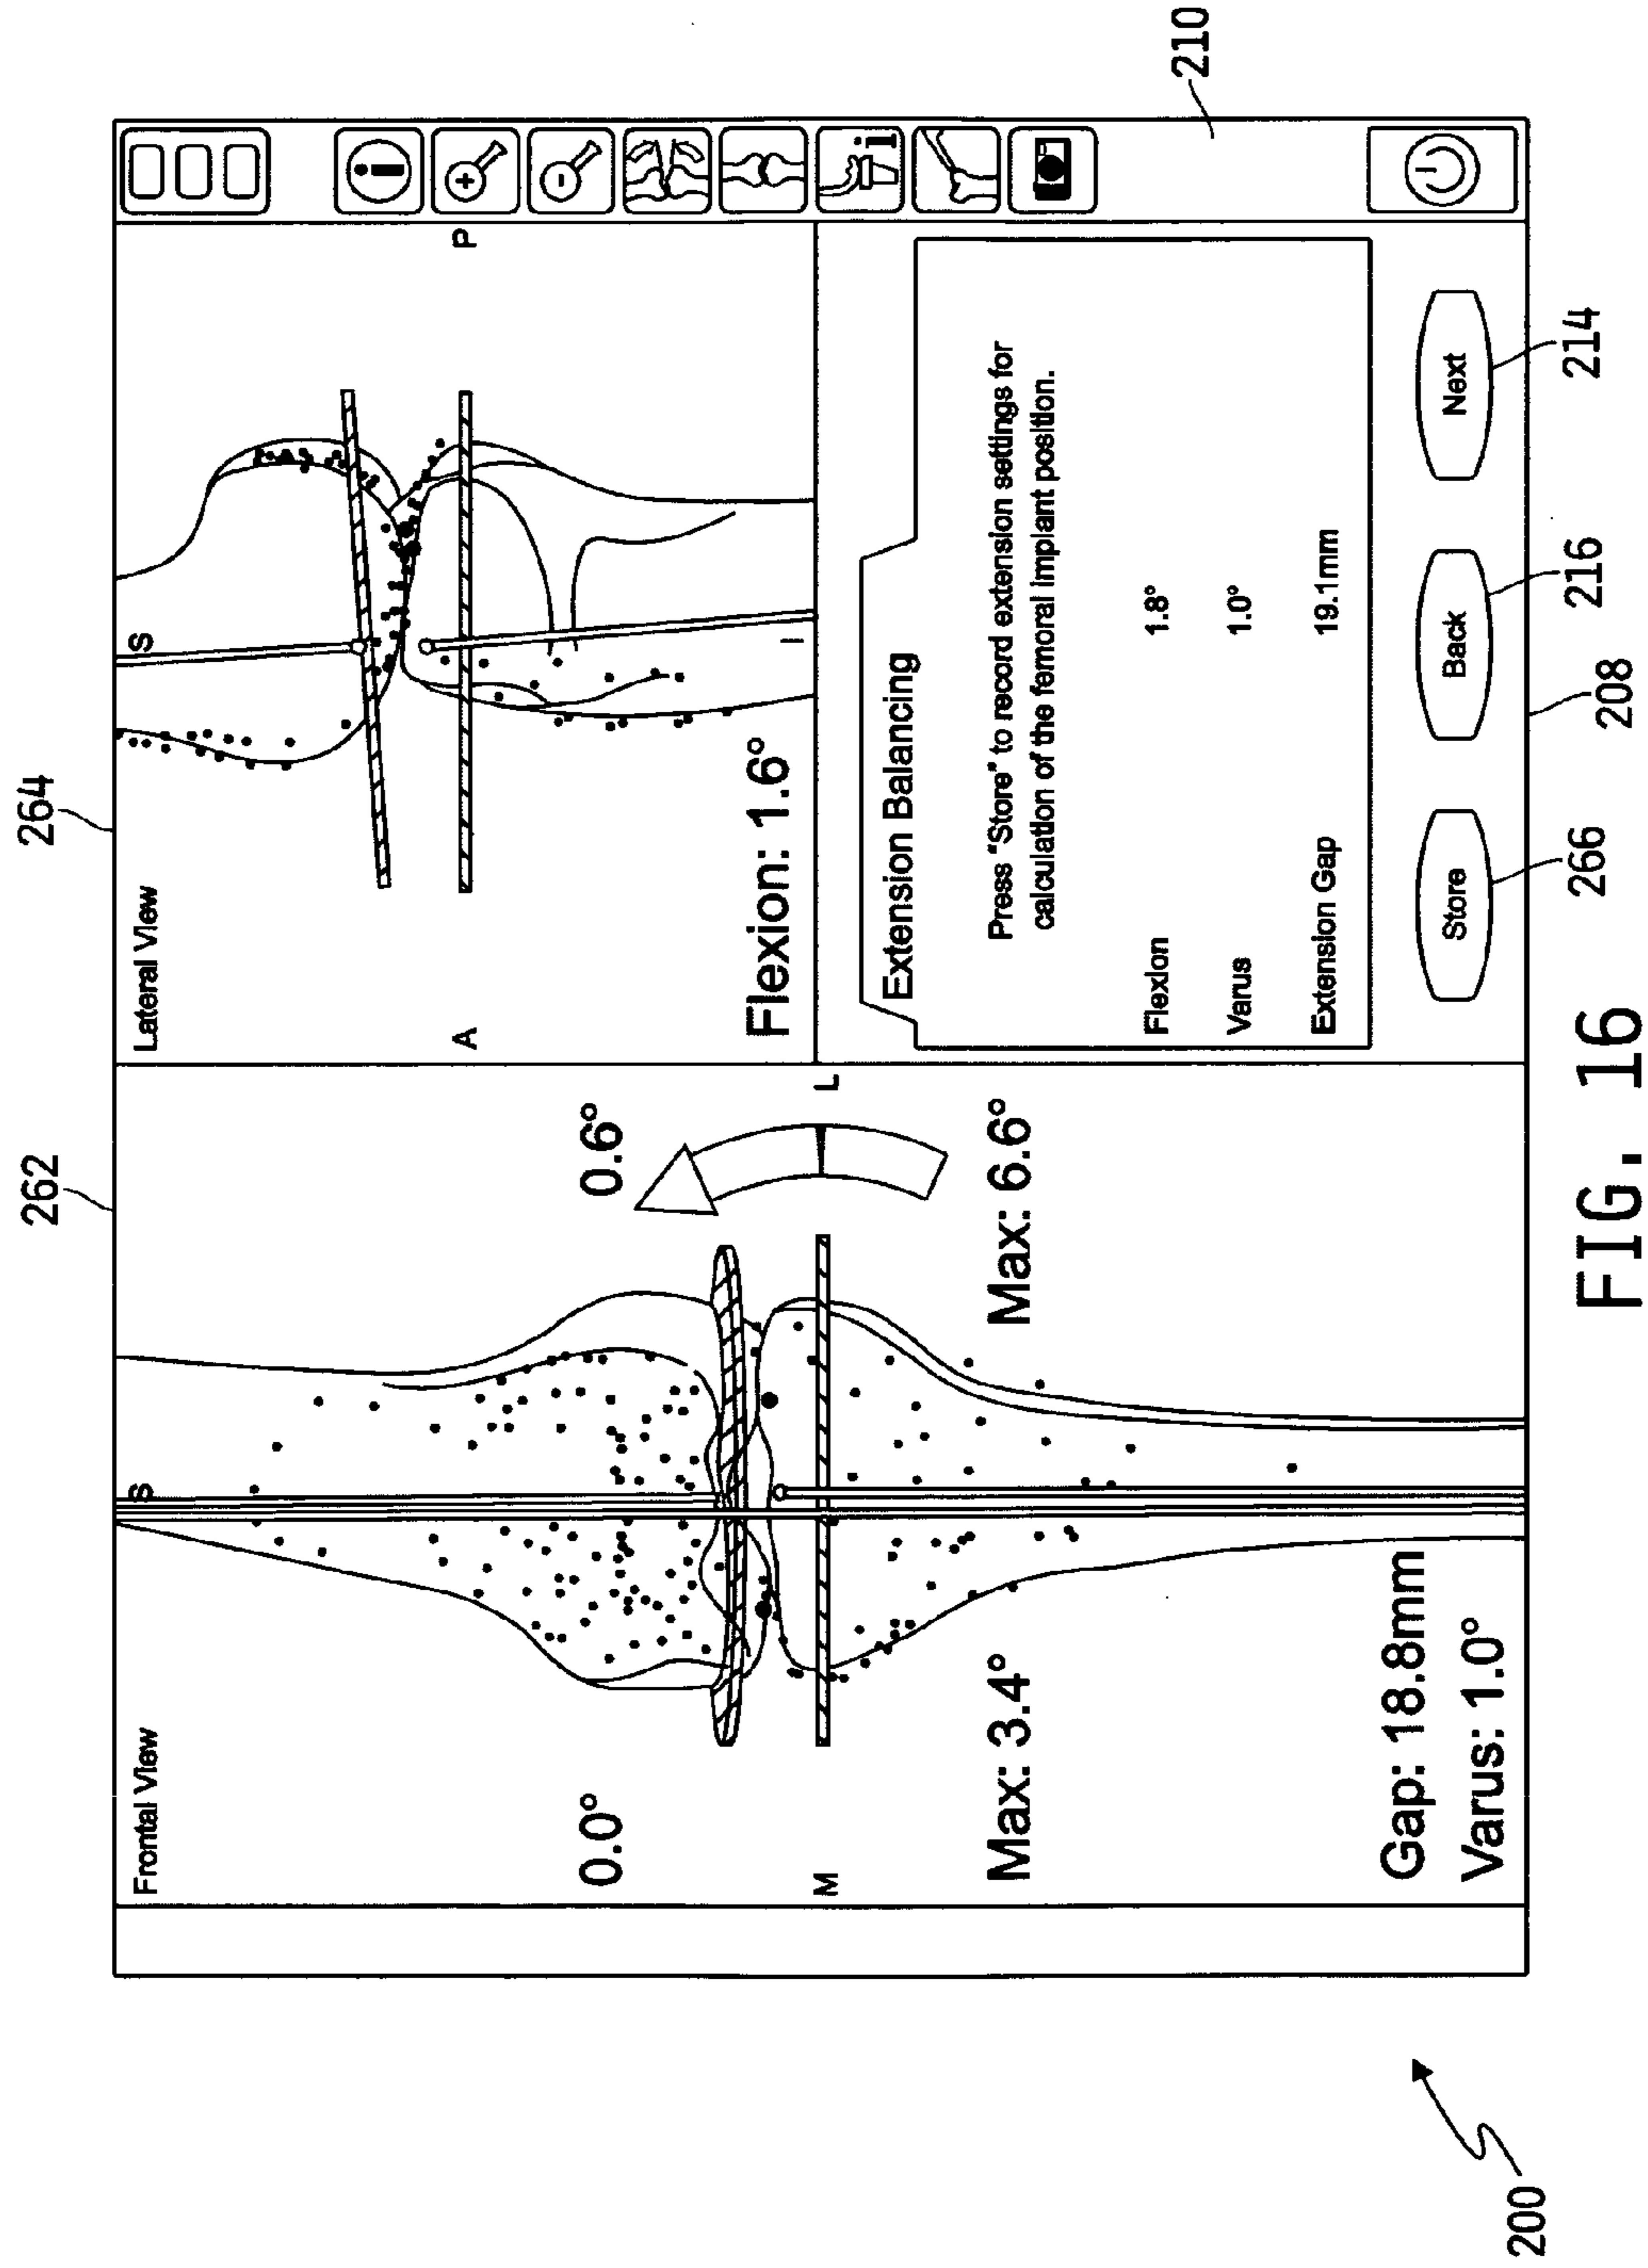 262
264
Frontal View
S
0.0°
0.6°
M
L
Max: 3.4°
Max: 6.6°
Gap: 18.8mm
Varus: 1.0°
Lateral View
S
A
P
I
Flexion: 1.6°
Extension Balancing
Press "Store" to record extension settings for
calculation of the femoral implant position.
Flexion 1.8°
Varus 1.0°
Extension Gap 19.1mm
Store
Back
Next
i
+
-
i
210
200
266
208
216
214
FIG. 16